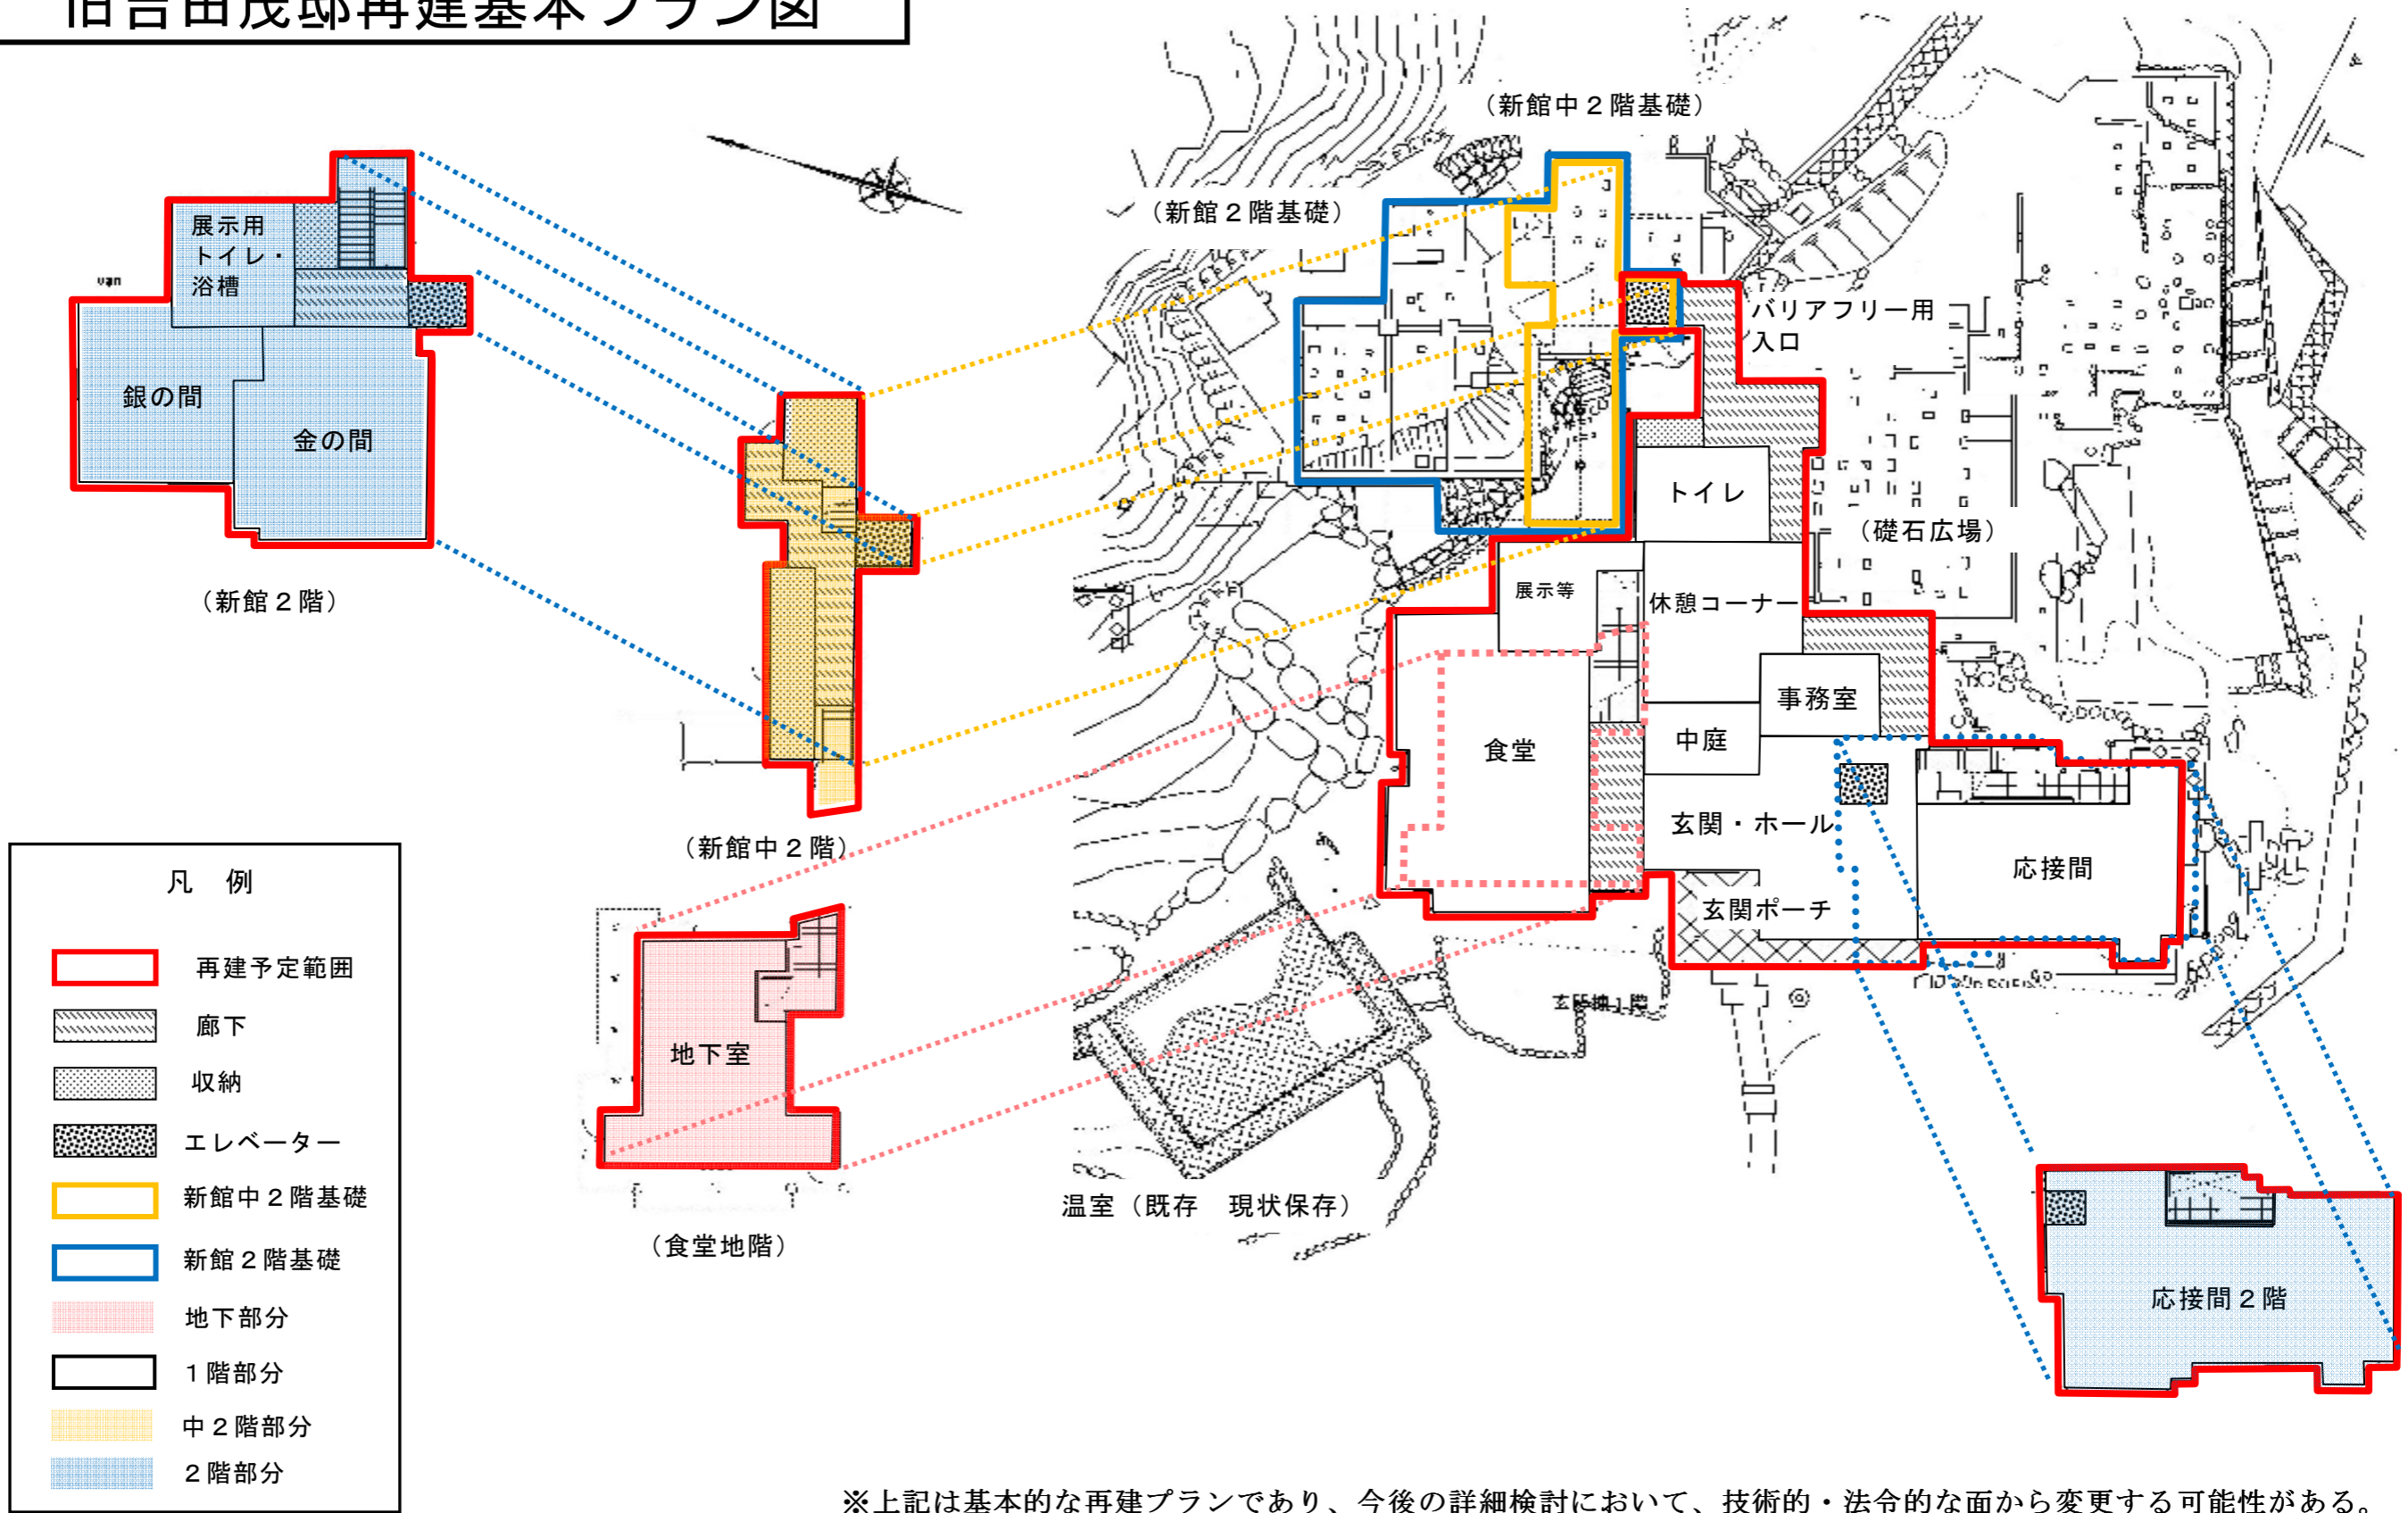 旧吉田茂邸再建基本プラン図
（新館中２階基礎）
（新館２階基礎）
展示用
トイレ・
浴槽
銀の間
金の間
（新館２階）
バリアフリー用
入口
トイレ
（礎石広場）
展示等
休憩コーナー
事務室
中庭
食堂
玄関・ホール
応接間
玄関ポーチ
（新館中２階）
地下室
（食堂地階）
温室（既存　現状保存）
応接間２階
凡　例
再建予定範囲
廊下
収納
エレベーター
新館中２階基礎
新館２階基礎
地下部分
１階部分
中２階部分
２階部分
※上記は基本的な再建プランであり、今後の詳細検討において、技術的・法令的な面から変更する可能性がある。